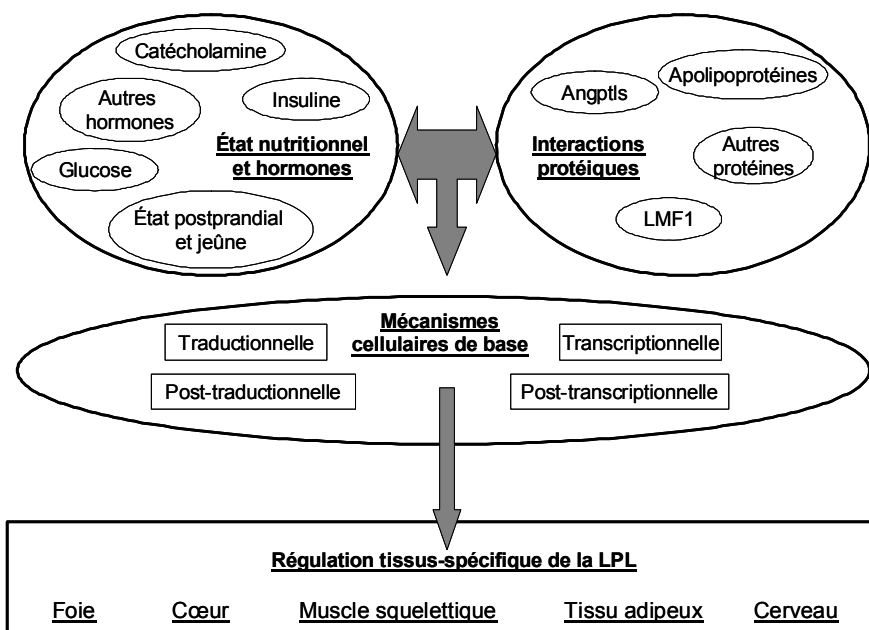 Catécholamine
Autres
hormones
Insuline
État nutritionnel
et hormones
Glucose
État postprandial
et jeûne
Apolipoprotéines
Angptls
Interactions
protéiques
Autres
protéines
LMF1
Mécanismes
cellulaires de base
Traductionnelle
Transcriptionnelle
Post-traductionnelle
Post-transcriptionnelle
Régulation tissus-spécifique de la LPL
Foie Cœur Muscle squelettique Tissu adipeux Cerveau